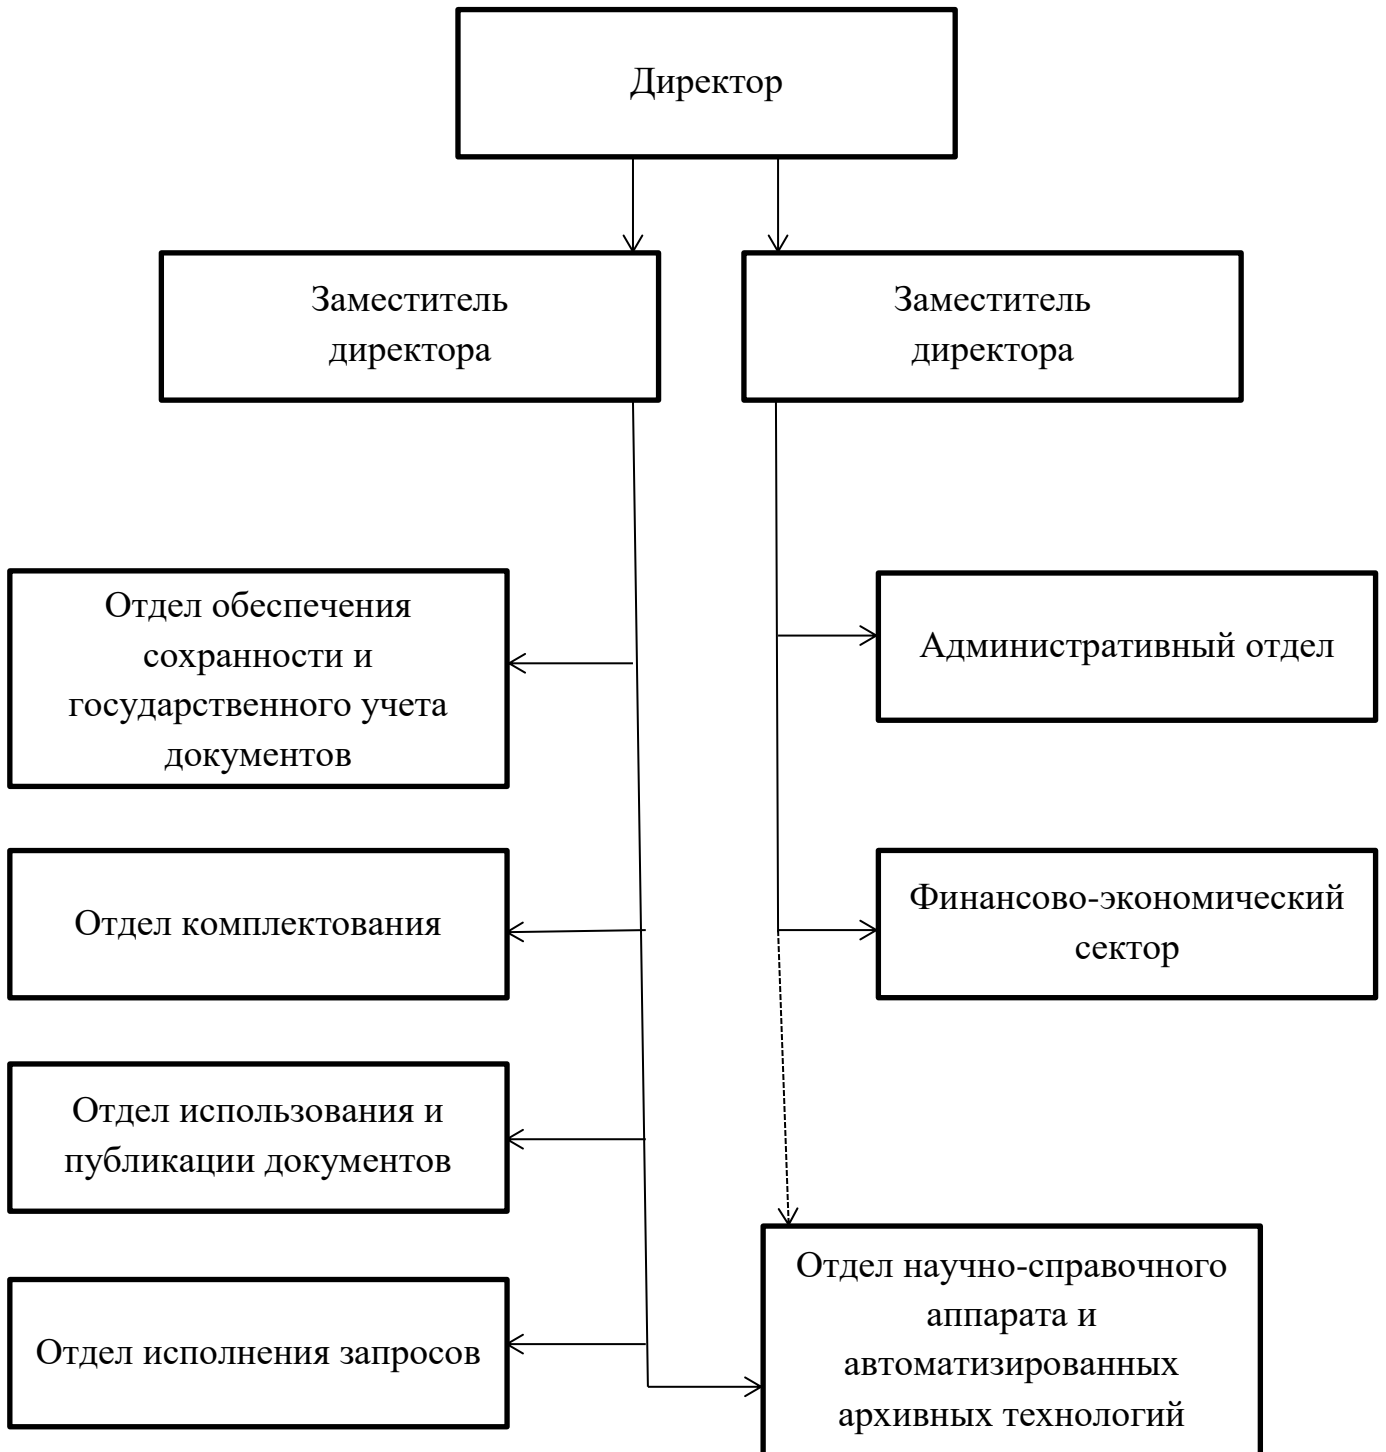 Директор
Заместитель
директора
Заместитель
директора
Отдел обеспечения
сохранности и
государственного учета
документов
Административный отдел
Отдел комплектования
Финансово-экономический
сектор
Отдел использования и
публикации документов
Отдел исполнения запросов
Отдел научно-справочного
аппарата и
автоматизированных
архивных технологий